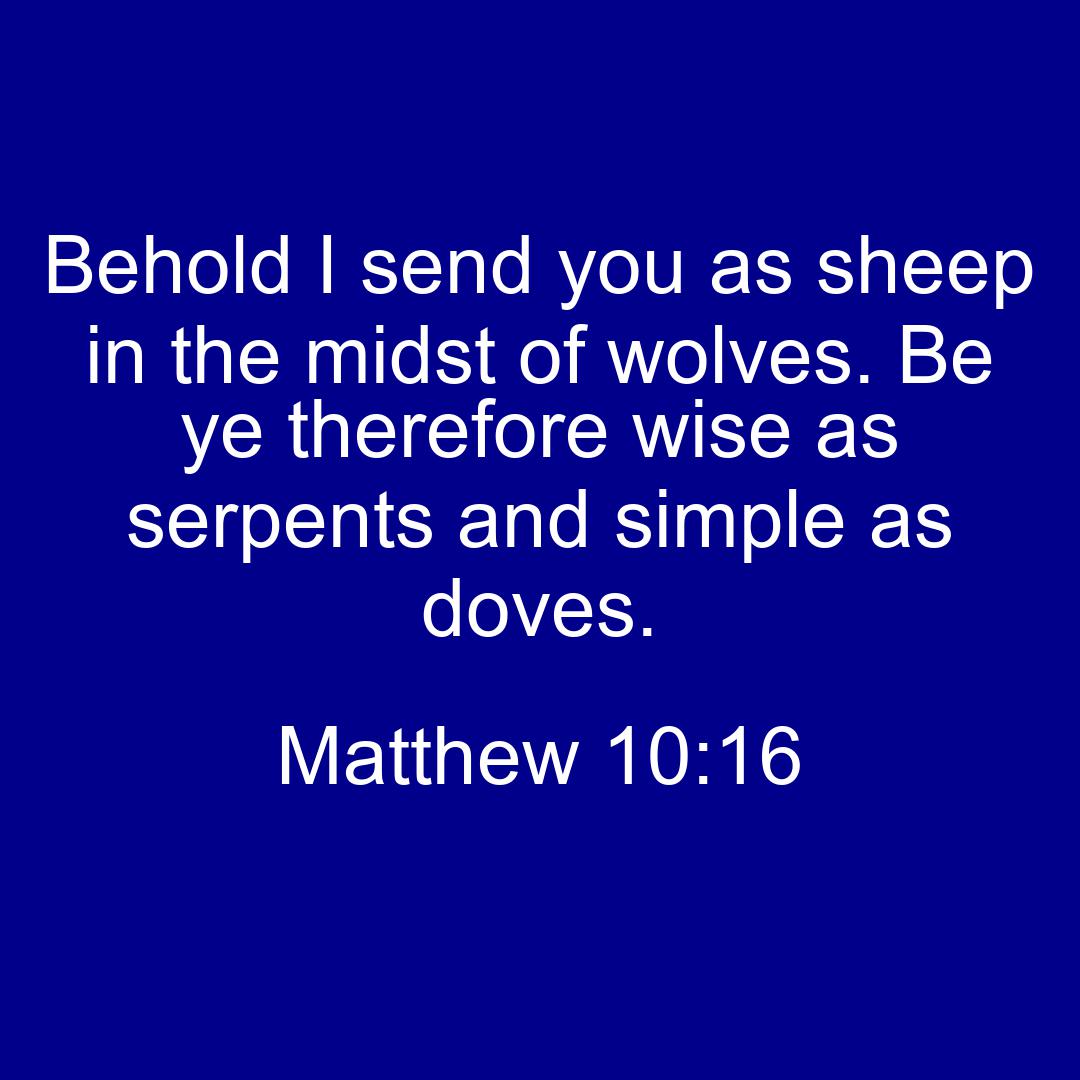 Behold I send you as sheep
in the midst of wolves. Be
ye therefore wise as
serpents and simple as
doves.
Matthew 10:16